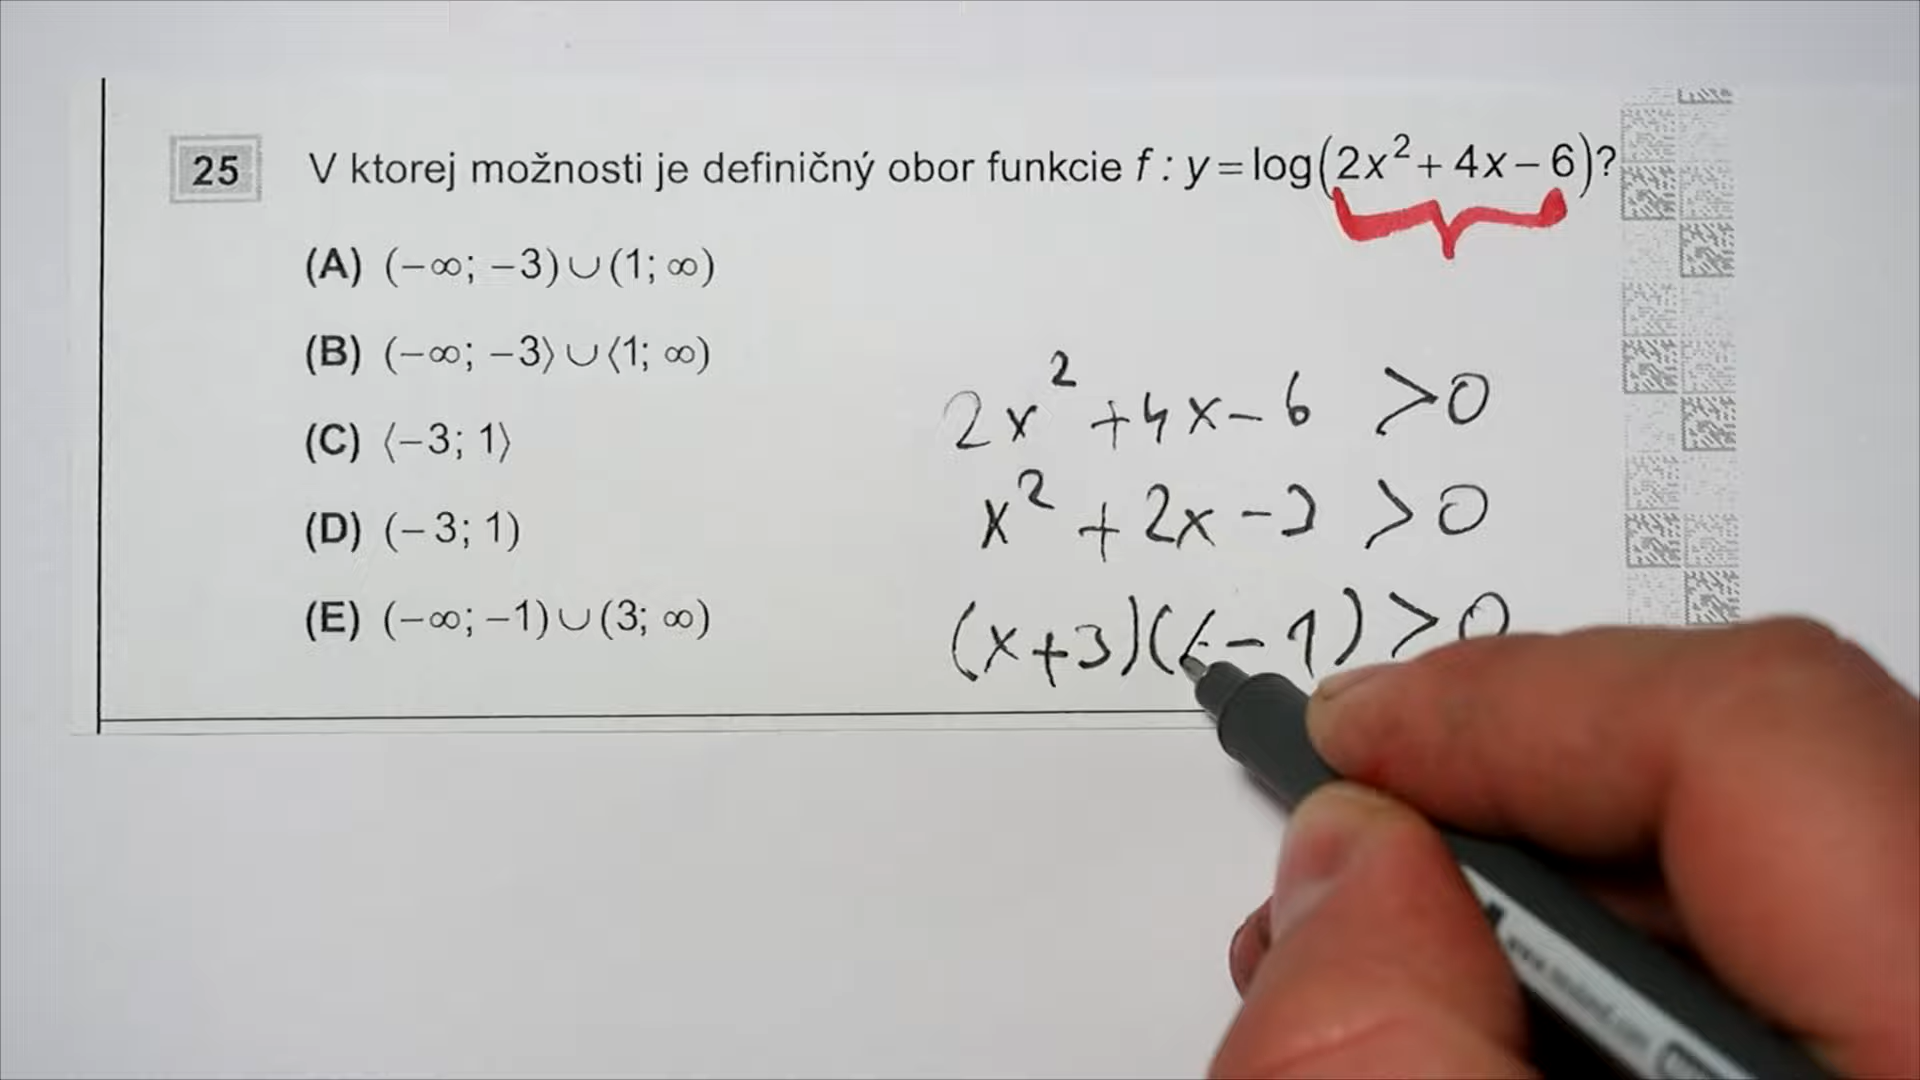 25 V ktorej možnosti je definičný obor funkcie f : y = log(2x² + 4x − 6)?
(A) (−∞; −3) ∪ (1; ∞)
(B) (−∞; −3⟩ ∪ ⟨1; ∞)
(C) ⟨−3; 1⟩
(D) (−3; 1)
(E) (−∞; −1) ∪ (3; ∞)
2x² + 4x − 6 > 0
x² + 2x − 3 > 0
(x+3)(x−1) > 0